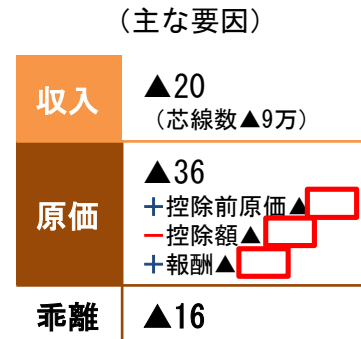 (主な要因)
収入
▲20
(芯線数▲9万)
原価
▲36
+控除前原価▲
-控除額▲
+報酬▲
乖離
▲16